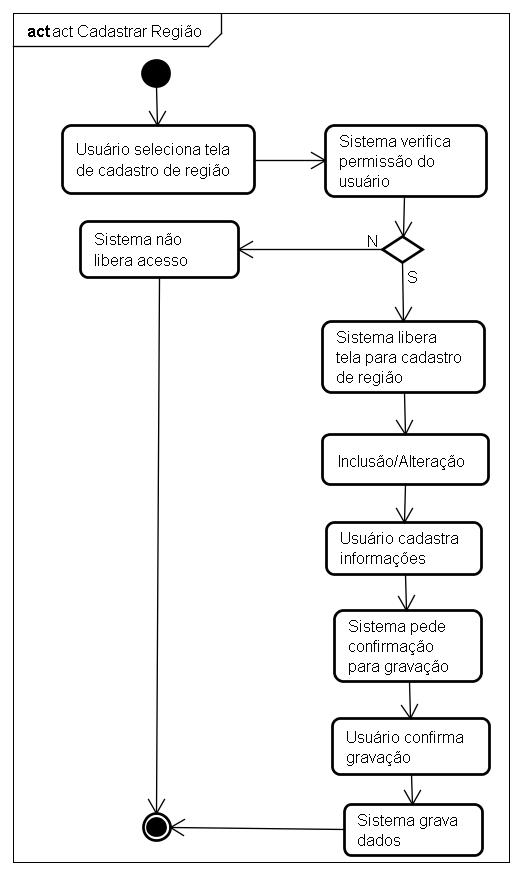 act act Cadastrar Região
Usuário seleciona tela
de cadastro de região
Sistema verifica
permissão do
usuário
Sistema não
libera acesso
N
S
Sistema libera
tela para cadastro
de região
Inclusão/Alteração
Usuário cadastra
informações
Sistema pede
confirmação
para gravação
Usuário confirma
gravação
Sistema grava
dados